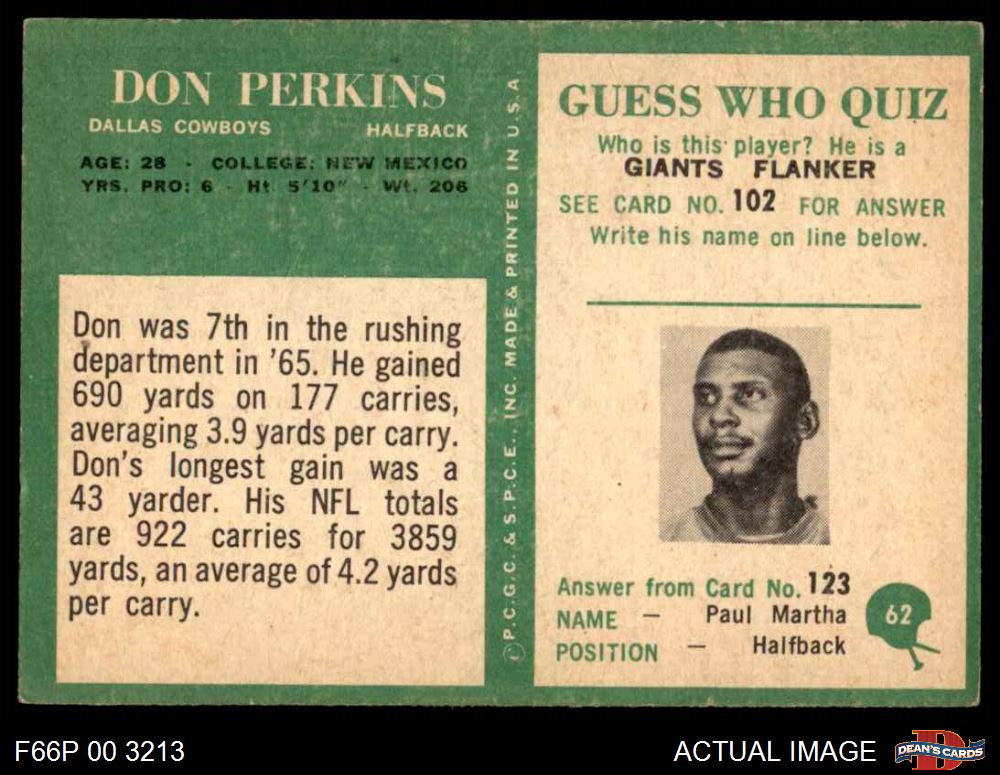 DON PERKINS
DALLAS COWBOYS HALFBACK
AGE: 28 - COLLEGE: NEW MEXICO
YRS. PRO: 6 - Ht 5'10" - Wt. 206
Don was 7th in the rushing
department in '65. He gained
690 yards on 177 carries,
averaging 3.9 yards per carry.
Don's longest gain was a
43 yarder. His NFL totals
are 922 carries for 3859
yards, an average of 4.2 yards
per carry.
© P.C.G.C. & S.P.C.E., INC. MADE & PRINTED IN U.S.A.
GUESS WHO QUIZ
Who is this player? He is a
GIANTS FLANKER
SEE CARD NO. 102 FOR ANSWER
Write his name on line below.
Answer from Card No. 123
NAME — Paul Martha
POSITION — Halfback
62
F66P 00 3213
ACTUAL IMAGE
DEAN'S CARDS